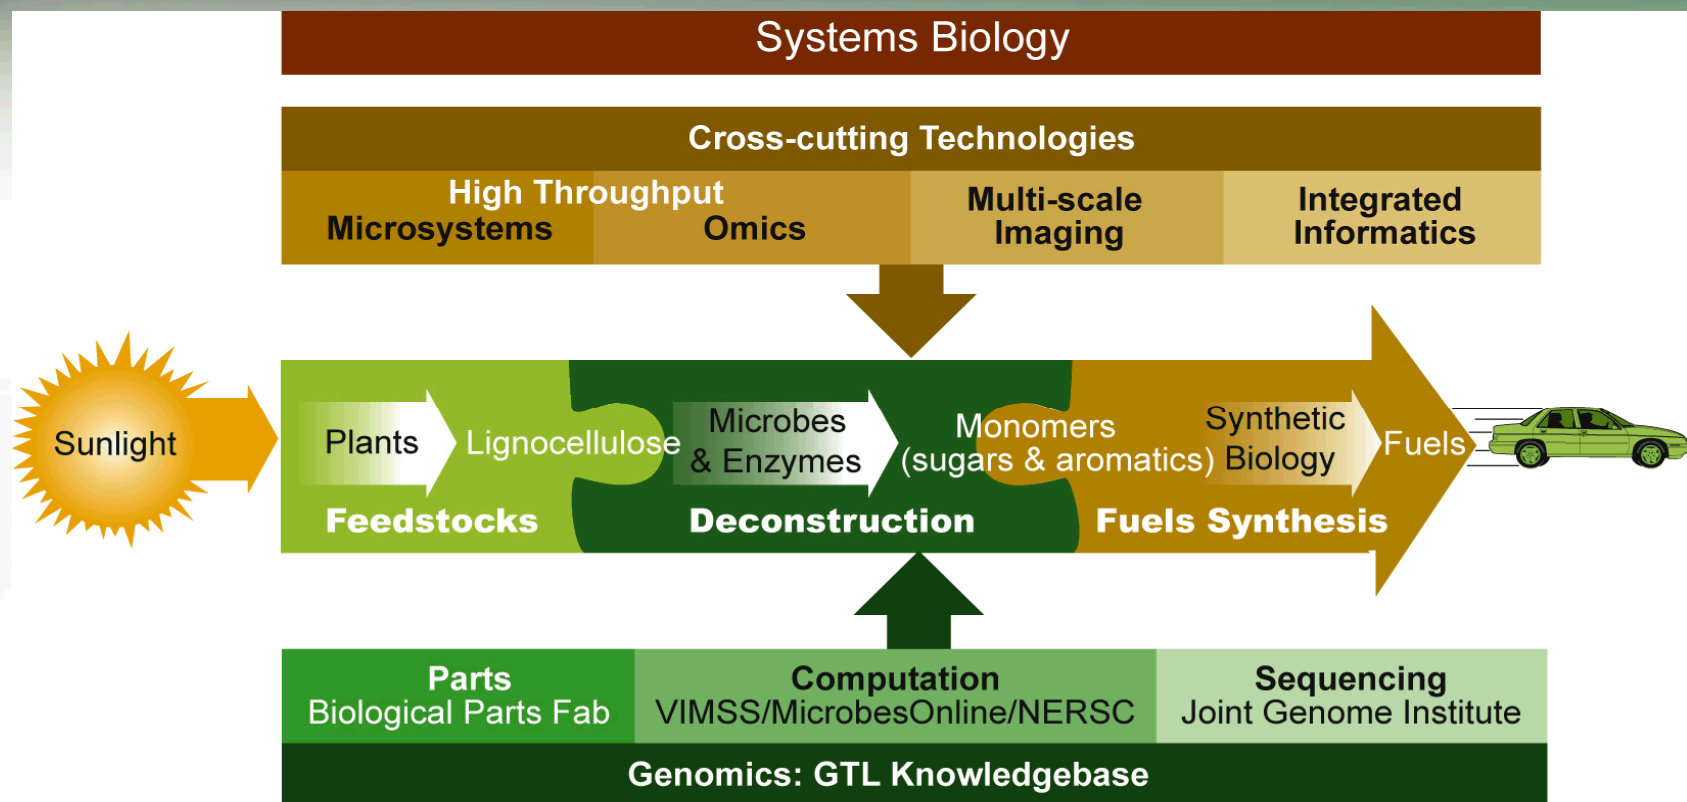 Systems Biology
Cross-cutting Technologies
High Throughput
Microsystems
Omics
Multi-scale
Imaging
Integrated
Informatics
Sunlight
Plants
Lignocellulose
Feedstocks
Microbes
& Enzymes
Deconstruction
Monomers
(sugars & aromatics)
Synthetic
Biology
Fuels
Fuels Synthesis
Parts
Biological Parts Fab
Computation
VIMSS/MicrobesOnline/NERSC
Sequencing
Joint Genome Institute
Genomics: GTL Knowledgebase